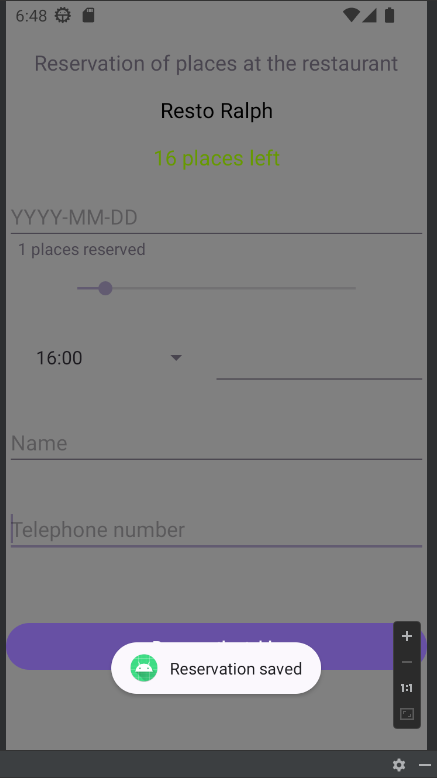 6:48
Reservation of places at the restaurant
Resto Ralph
16 places left
YYYY-MM-DD
1 places reserved
16:00
Name
Telephone number
Reservation saved
1:1